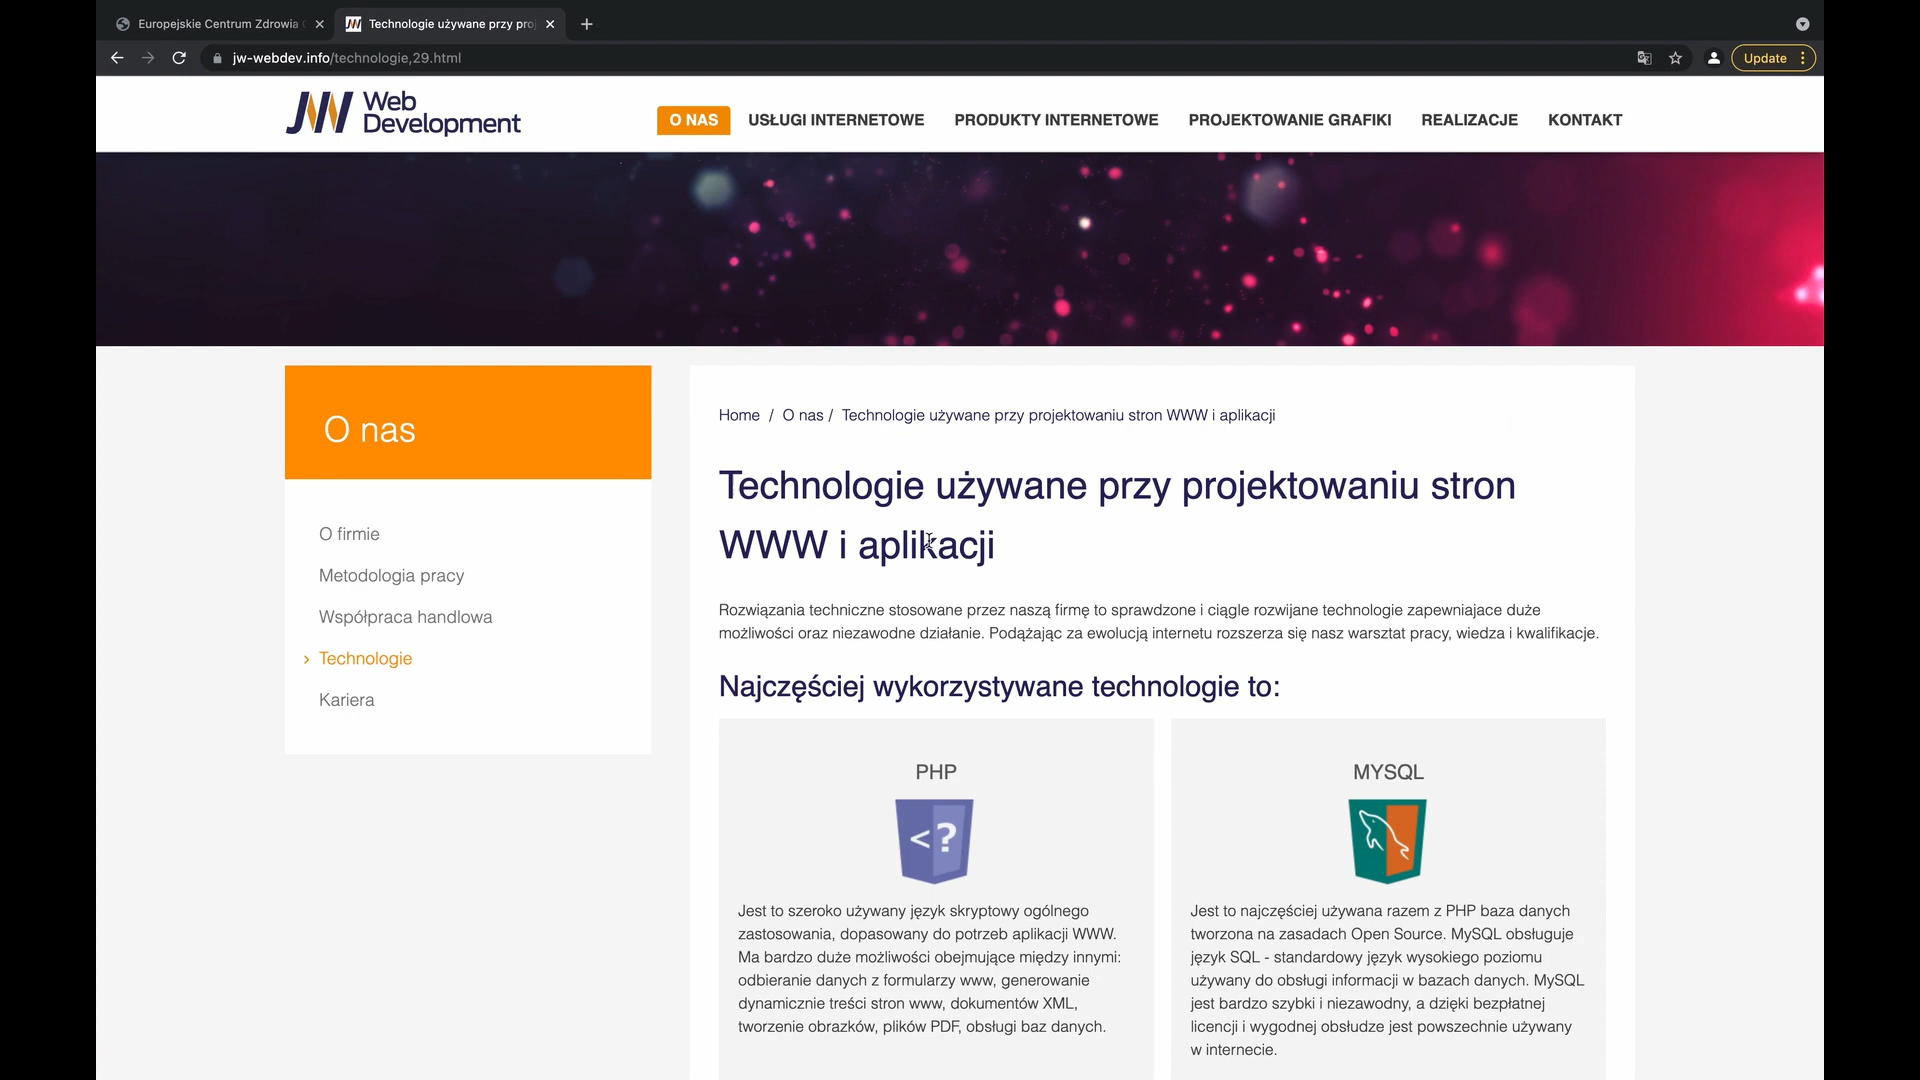 Europejskie Centrum Zdrowia
Technologie używane przy pro
jw-webdev.info/technologie,29.html
Update
JW Web
Development
O NAS USŁUGI INTERNETOWE PRODUKTY INTERNETOWE PROJEKTOWANIE GRAFIKI REALIZACJE KONTAKT
O nas
O firmie
Metodologia pracy
Współpraca handlowa
Technologie
Kariera
Home / O nas / Technologie używane przy projektowaniu stron WWW i aplikacji
Technologie używane przy projektowaniu stron
WWW i aplikacji
Rozwiązania techniczne stosowane przez naszą firmę to sprawdzone i ciągle rozwijane technologie zapewniajace duże
możliwości oraz niezawodne działanie. Podążając za ewolucją internetu rozszerza się nasz warsztat pracy, wiedza i kwalifikacje.
Najczęściej wykorzystywane technologie to:
PHP
<?
Jest to szeroko używany język skryptowy ogólnego
zastosowania, dopasowany do potrzeb aplikacji WWW.
Ma bardzo duże możliwości obejmujące między innymi:
odbieranie danych z formularzy www, generowanie
dynamicznie treści stron www, dokumentów XML,
tworzenie obrazków, plików PDF, obsługi baz danych.
MYSQL
Jest to najczęściej używana razem z PHP baza danych
tworzona na zasadach Open Source. MySQL obsługuje
język SQL - standardowy język wysokiego poziomu
używany do obsługi informacji w bazach danych. MySQL
jest bardzo szybki i niezawodny, a dzięki bezpłatnej
licencji i wygodnej obsłudze jest powszechnie używany
w internecie.